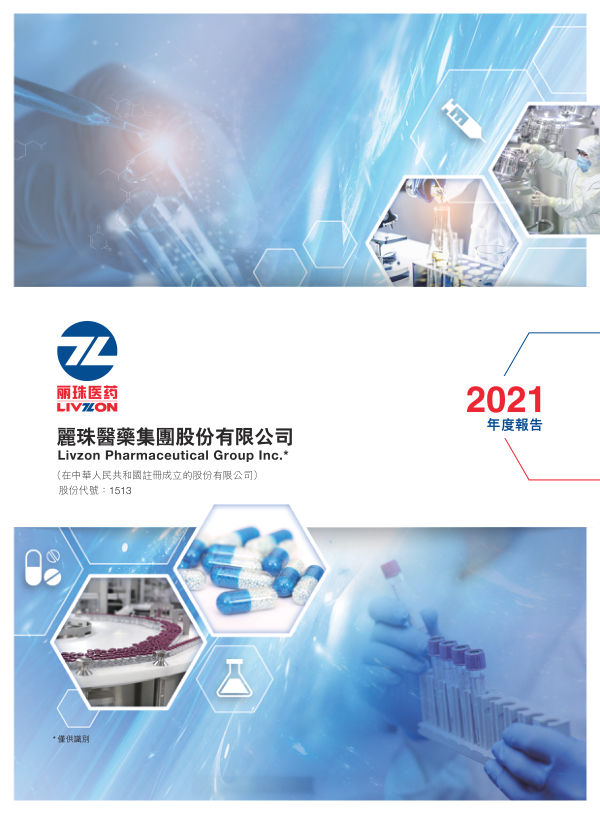 丽珠医药
LIVZON
麗珠醫藥集團股份有限公司
Livzon Pharmaceutical Group Inc.*
（在中華人民共和國註冊成立的股份有限公司）
股份代號：1513
2021
年度報告
* 僅供識別